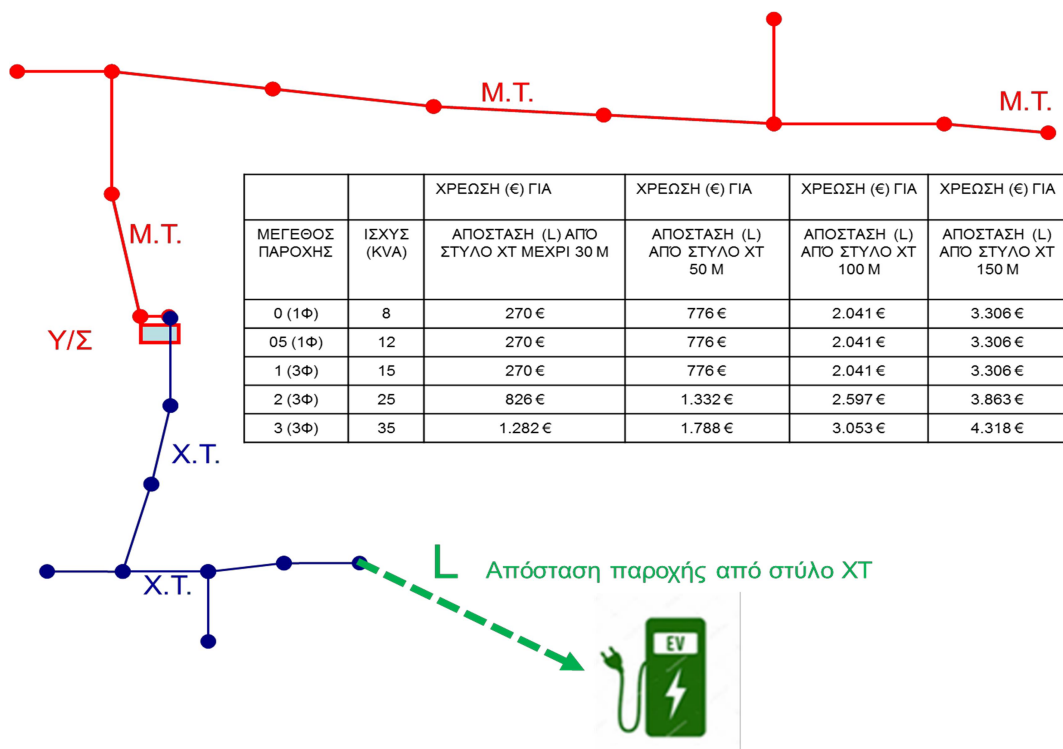 Μ.Τ.
Μ.Τ.
Μ.Τ.
ΧΡΕΩΣΗ (€) ΓΙΑ
ΧΡΕΩΣΗ (€) ΓΙΑ
ΧΡΕΩΣΗ (€) ΓΙΑ
ΧΡΕΩΣΗ (€) ΓΙΑ
ΜΕΓΕΘΟΣ
ΠΑΡΟΧΗΣ
ΙΣΧΥΣ
(KVA)
ΑΠΟΣΤΑΣΗ (L) ΑΠΌ
ΣΤΥΛΟ ΧΤ ΜΕΧΡΙ 30 Μ
ΑΠΟΣΤΑΣΗ (L)
ΑΠΌ ΣΤΥΛΟ ΧΤ
50 Μ
ΑΠΟΣΤΑΣΗ (L)
ΑΠΌ ΣΤΥΛΟ ΧΤ
100 Μ
ΑΠΟΣΤΑΣΗ (L)
ΑΠΌ ΣΤΥΛΟ ΧΤ
150 Μ
0 (1Φ) 8 270 € 776 € 2.041 € 3.306 €
05 (1Φ) 12 270 € 776 € 2.041 € 3.306 €
1 (3Φ) 15 270 € 776 € 2.041 € 3.306 €
2 (3Φ) 25 826 € 1.332 € 2.597 € 3.863 €
3 (3Φ) 35 1.282 € 1.788 € 3.053 € 4.318 €
Υ/Σ
Χ.Τ.
Χ.Τ.
L Απόσταση παροχής από στύλο ΧΤ
EV